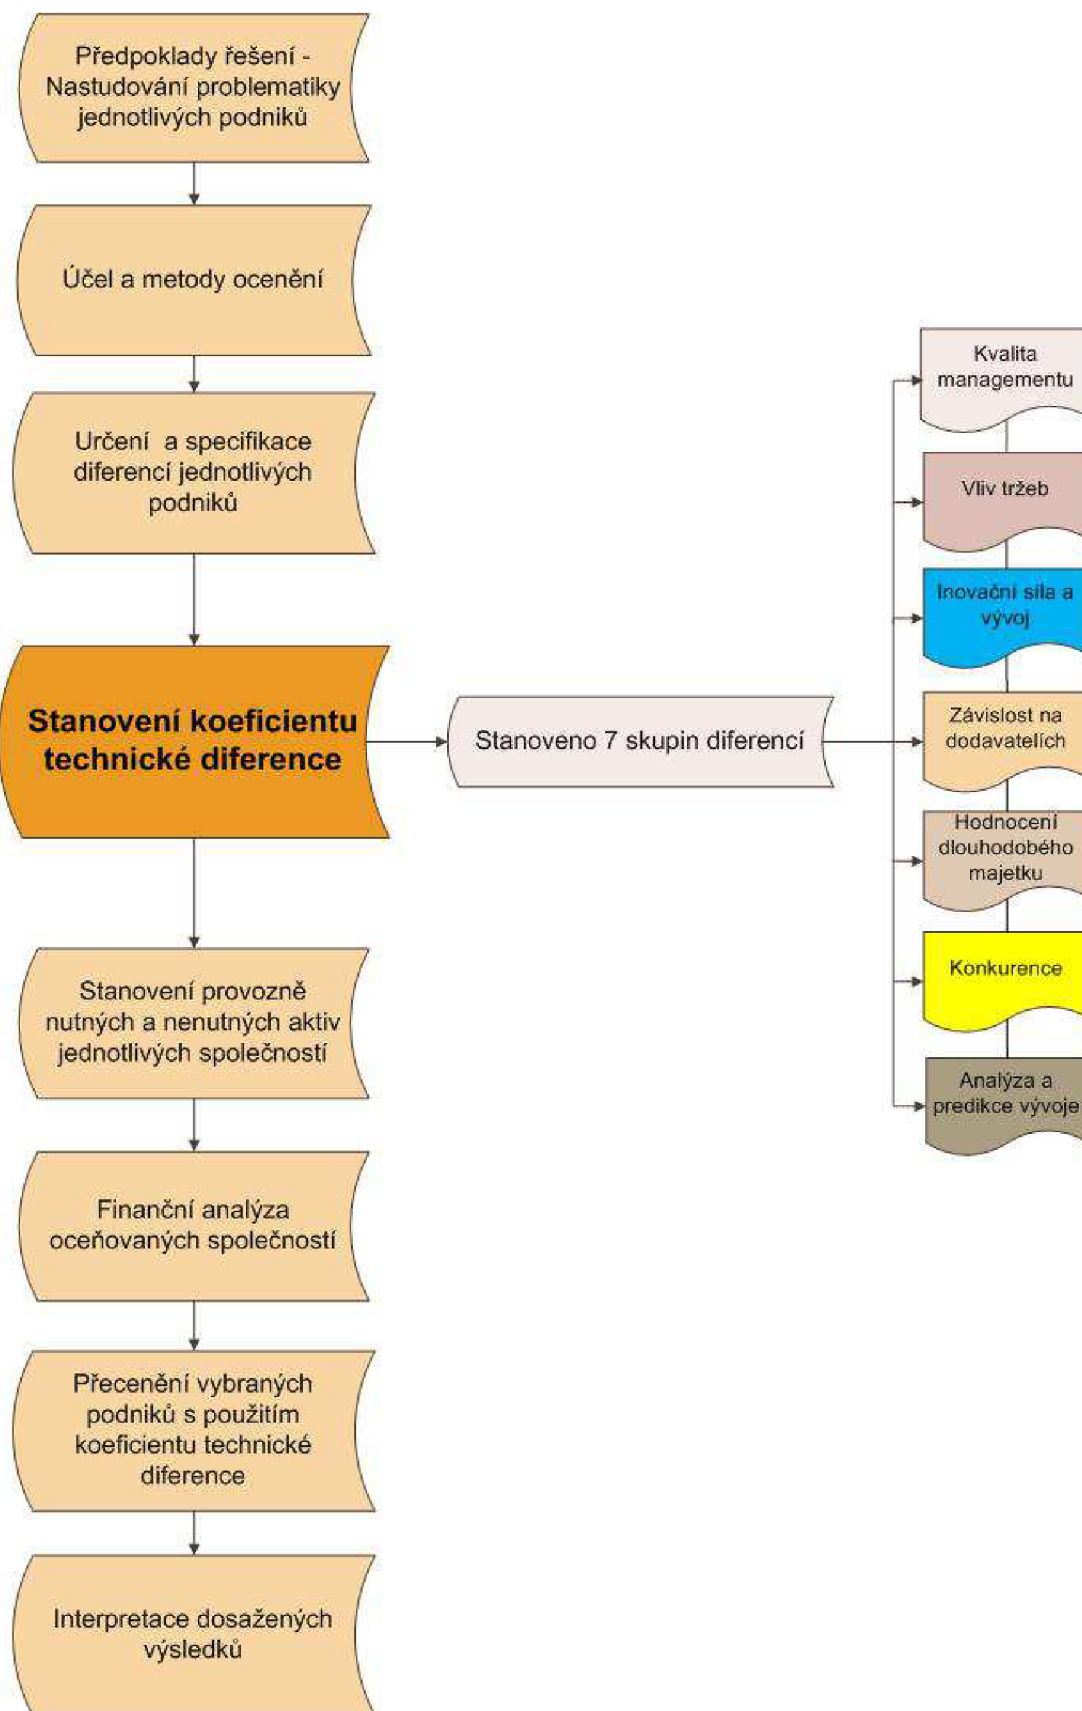 Předpoklady řešení -
Nastudování problematiky
jednotlivých podniků
Účel a metody ocenění
Určení a specifikace
diferencí jednotlivých
podniků
Stanovení koeficientu
technické diference
Stanoveno 7 skupin diferencí
Kvalita
managementu
Vliv tržeb
Inovační síla a
vývoj
Závislost na
dodavatelích
Hodnocení
dlouhodobého
majetku
Konkurence
Analýza a
predikce vývoje
Stanovení provozně
nutných a nenutných aktiv
jednotlivých společností
Finanční analýza
oceňovaných společností
Přecenění vybraných
podniků s použitím
koeficientu technické
diference
Interpretace dosažených
výsledků